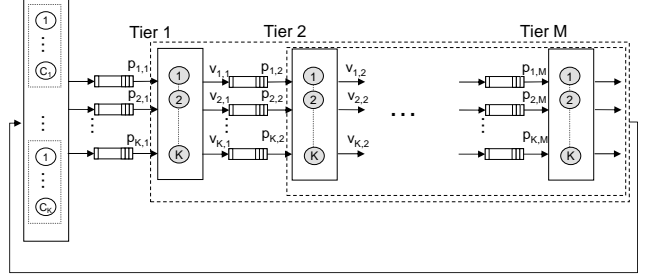 Tier 1
Tier 2
Tier M
1
⋮
C1
p1,1
p2,1
⋮
pK,1
1
2
K
v1,1
v2,1
⋮
vK,1
p1,2
p2,2
pK,2
1
2
K
v1,2
v2,2
vK,2
...
p1,M
p2,M
⋮
pK,M
1
2
K
⋮
1
⋮
CK